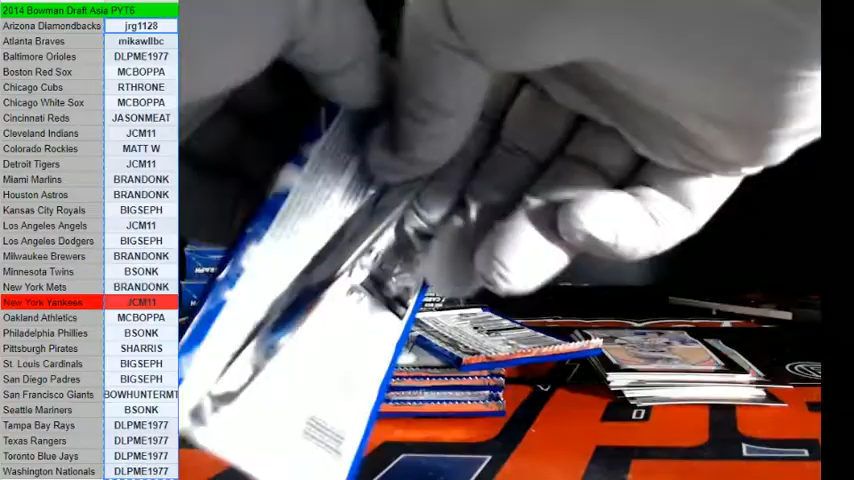 2014 Bowman Draft Asia PYT5
Arizona Diamondbacks jrg1128
Atlanta Braves mikawllbc
Baltimore Orioles DLPME1977
Boston Red Sox MCBOPPA
Chicago Cubs RTHRONE
Chicago White Sox MCBOPPA
Cincinnati Reds JASONMEAT
Cleveland Indians JCM11
Colorado Rockies MATT W
Detroit Tigers JCM11
Miami Marlins BRANDONK
Houston Astros BRANDONK
Kansas City Royals BIGSEPH
Los Angeles Angels JCM11
Los Angeles Dodgers BIGSEPH
Milwaukee Brewers BRANDONK
Minnesota Twins BSONK
New York Mets BRANDONK
New York Yankees JCM11
Oakland Athletics MCBOPPA
Philadelphia Phillies BSONK
Pittsburgh Pirates SHARRIS
St. Louis Cardinals BIGSEPH
San Diego Padres BIGSEPH
San Francisco Giants BOWHUNTERMT
Seattle Mariners BSONK
Tampa Bay Rays DLPME1977
Texas Rangers DLPME1977
Toronto Blue Jays DLPME1977
Washington Nationals DLPME1977